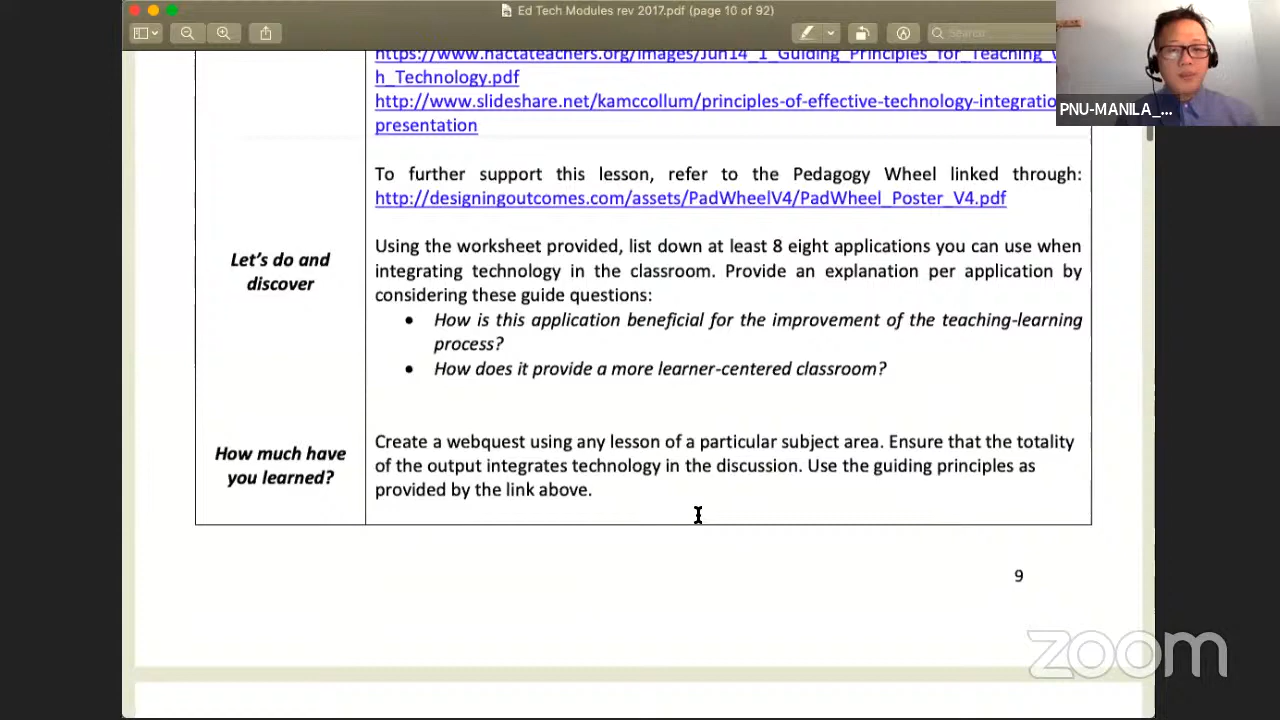 Ed Tech Modules rev 2017.pdf (page 10 of 92)
Search
PNU-MANILA_...
https://www.nactateachers.org/images/Jun14_1_Guiding_Principles_for_Teaching_
h_Technology.pdf
http://www.slideshare.net/kamccollum/principles-of-effective-technology-integratio
presentation
To further support this lesson, refer to the Pedagogy Wheel linked through:
http://designingoutcomes.com/assets/PadWheelV4/PadWheel_Poster_V4.pdf
Let's do and
discover
Using the worksheet provided, list down at least 8 eight applications you can use when
integrating technology in the classroom. Provide an explanation per application by
considering these guide questions:
• How is this application beneficial for the improvement of the teaching-learning
process?
• How does it provide a more learner-centered classroom?
How much have
you learned?
Create a webquest using any lesson of a particular subject area. Ensure that the totality
of the output integrates technology in the discussion. Use the guiding principles as
provided by the link above.
9
zoom